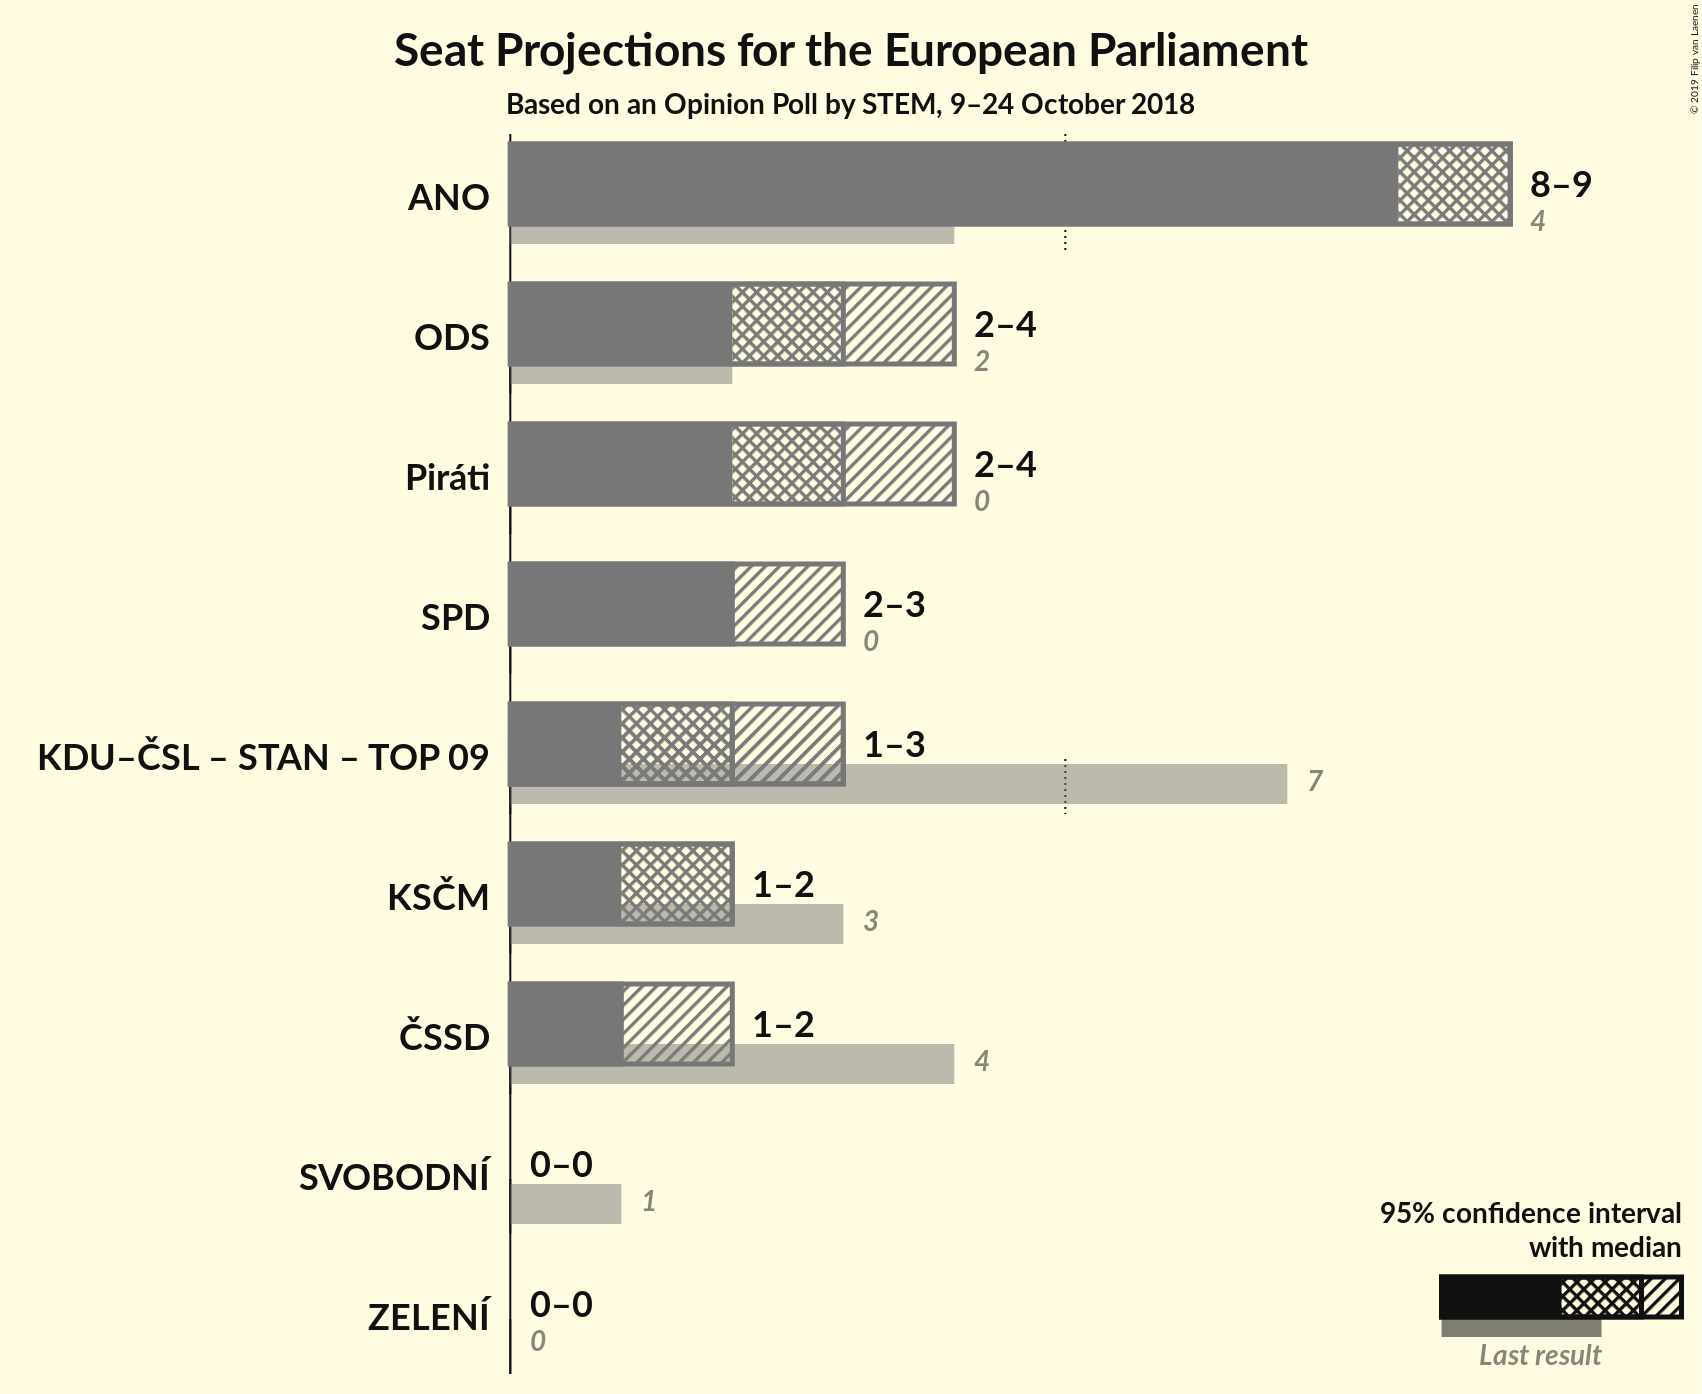 Seat Projections for the European Parliament
Based on an Opinion Poll by STEM, 9–24 October 2018
© 2019 Filip van Laenen
ANO
8–9
4
ODS
2–4
2
Piráti
2–4
0
SPD
2–3
0
KDU–ČSL – STAN – TOP 09
1–3
7
KSČM
1–2
3
ČSSD
1–2
4
SVOBODNÍ
0–0
1
ZELENÍ
0–0
0
95% confidence interval
with median
Last result